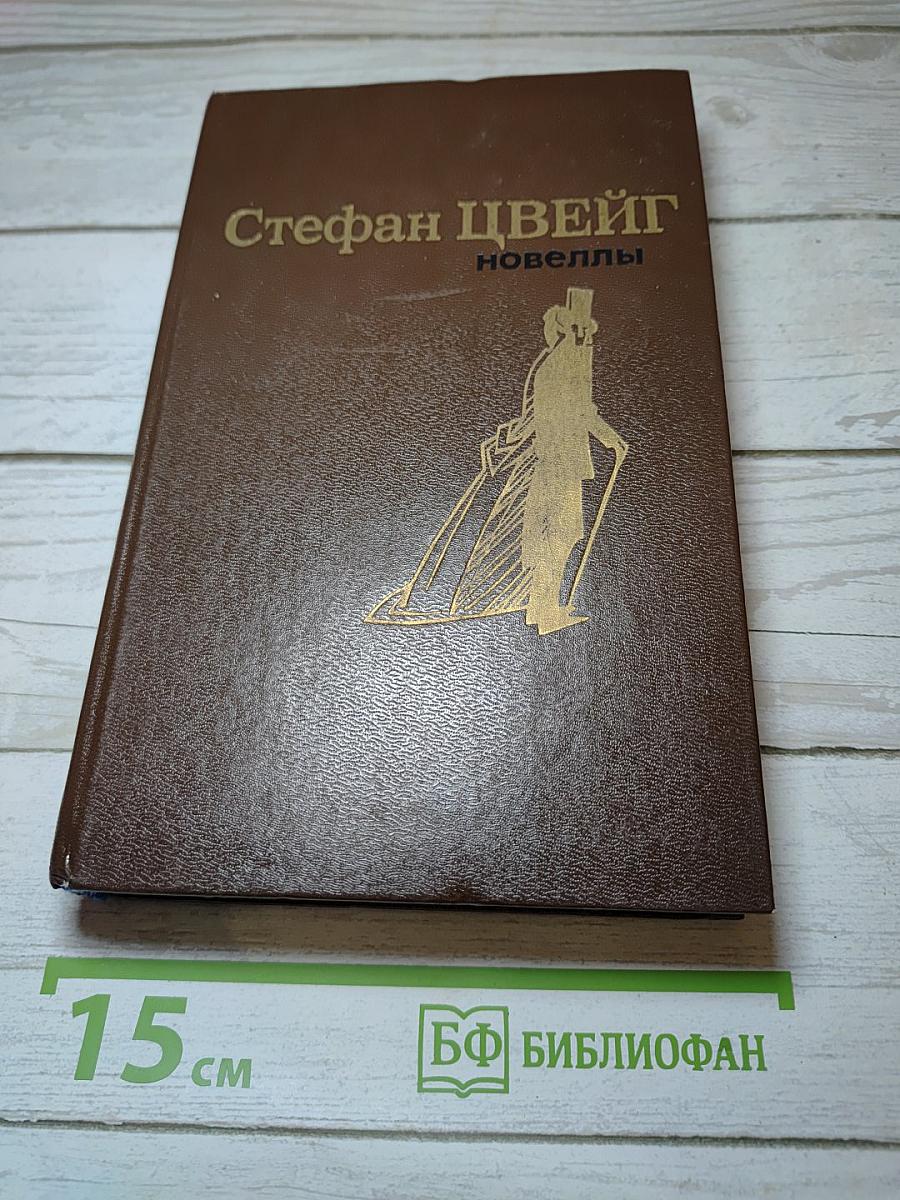 Стефан ЦВЕЙГ
новеллы
15 см
БФ БИБЛИОФАН